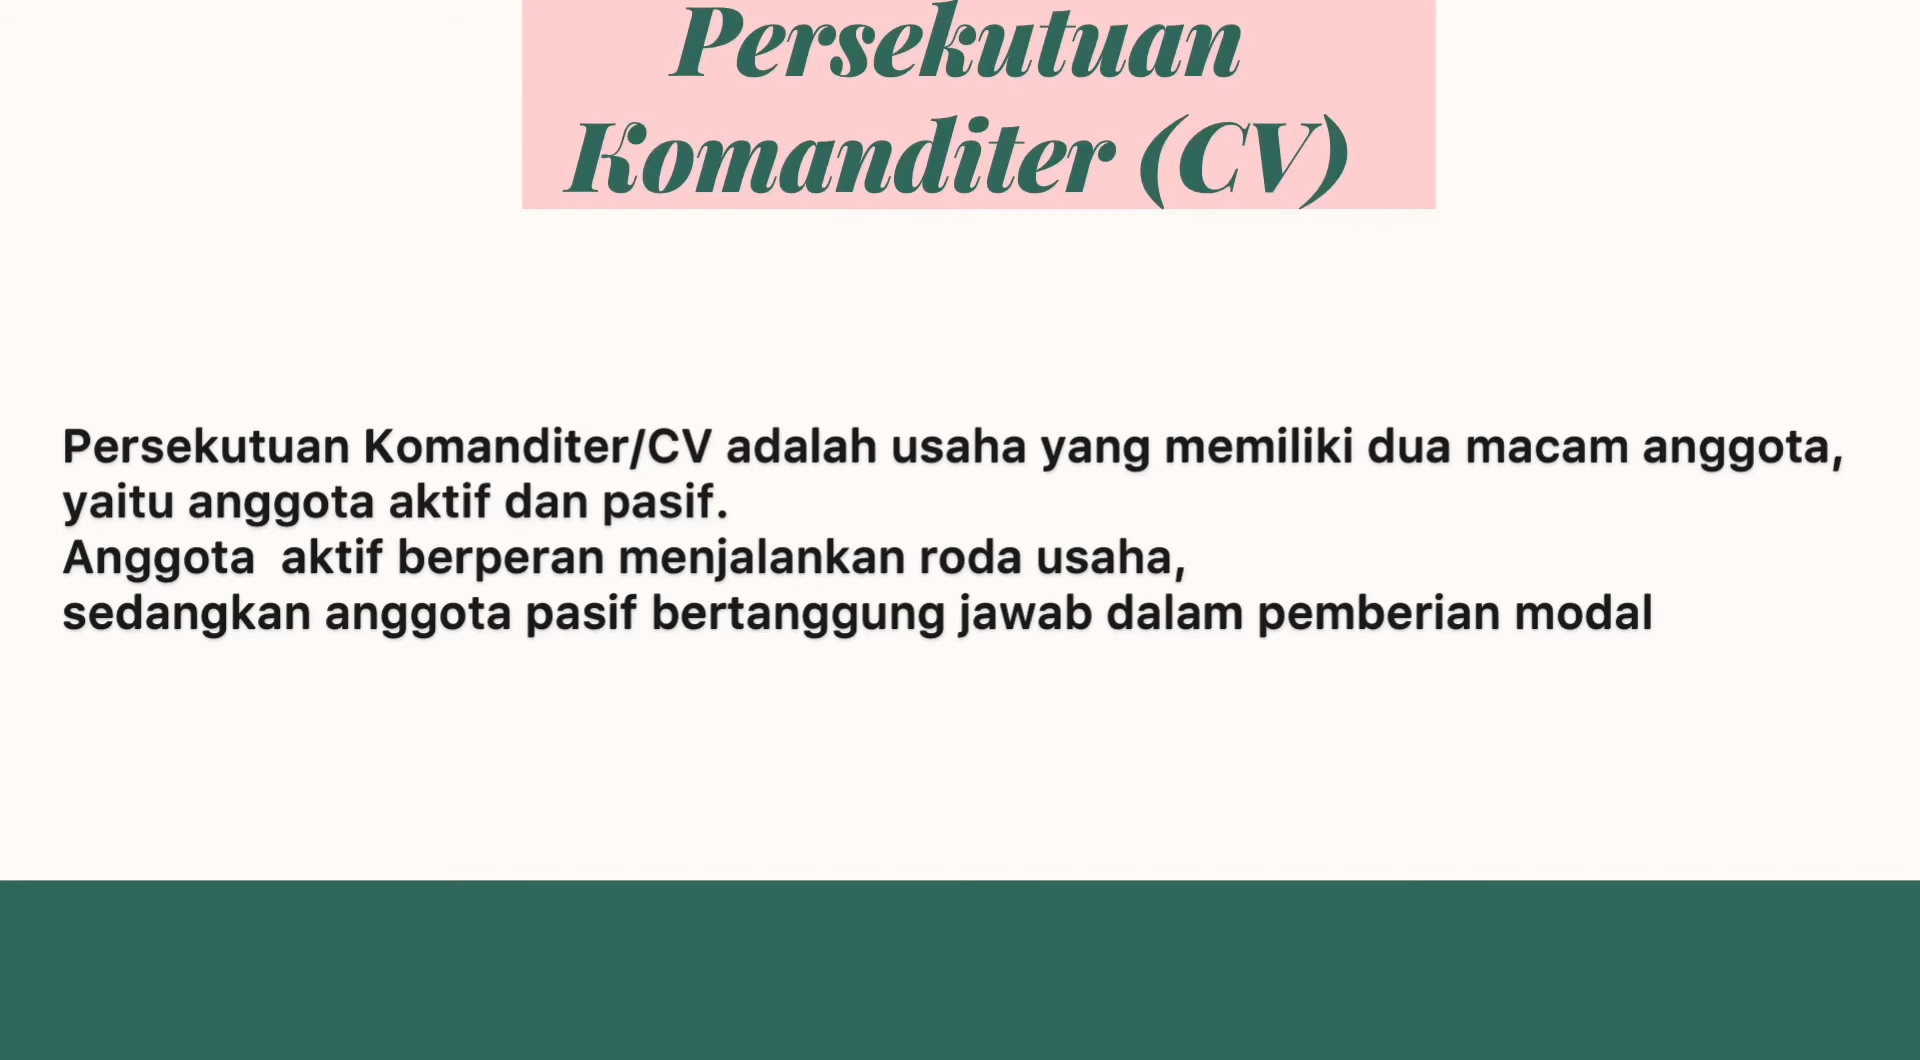 Persekutuan
Komanditer (CV)
Persekutuan Komanditer/CV adalah usaha yang memiliki dua macam anggota,
yaitu anggota aktif dan pasif.
Anggota  aktif berperan menjalankan roda usaha,
sedangkan anggota pasif bertanggung jawab dalam pemberian modal